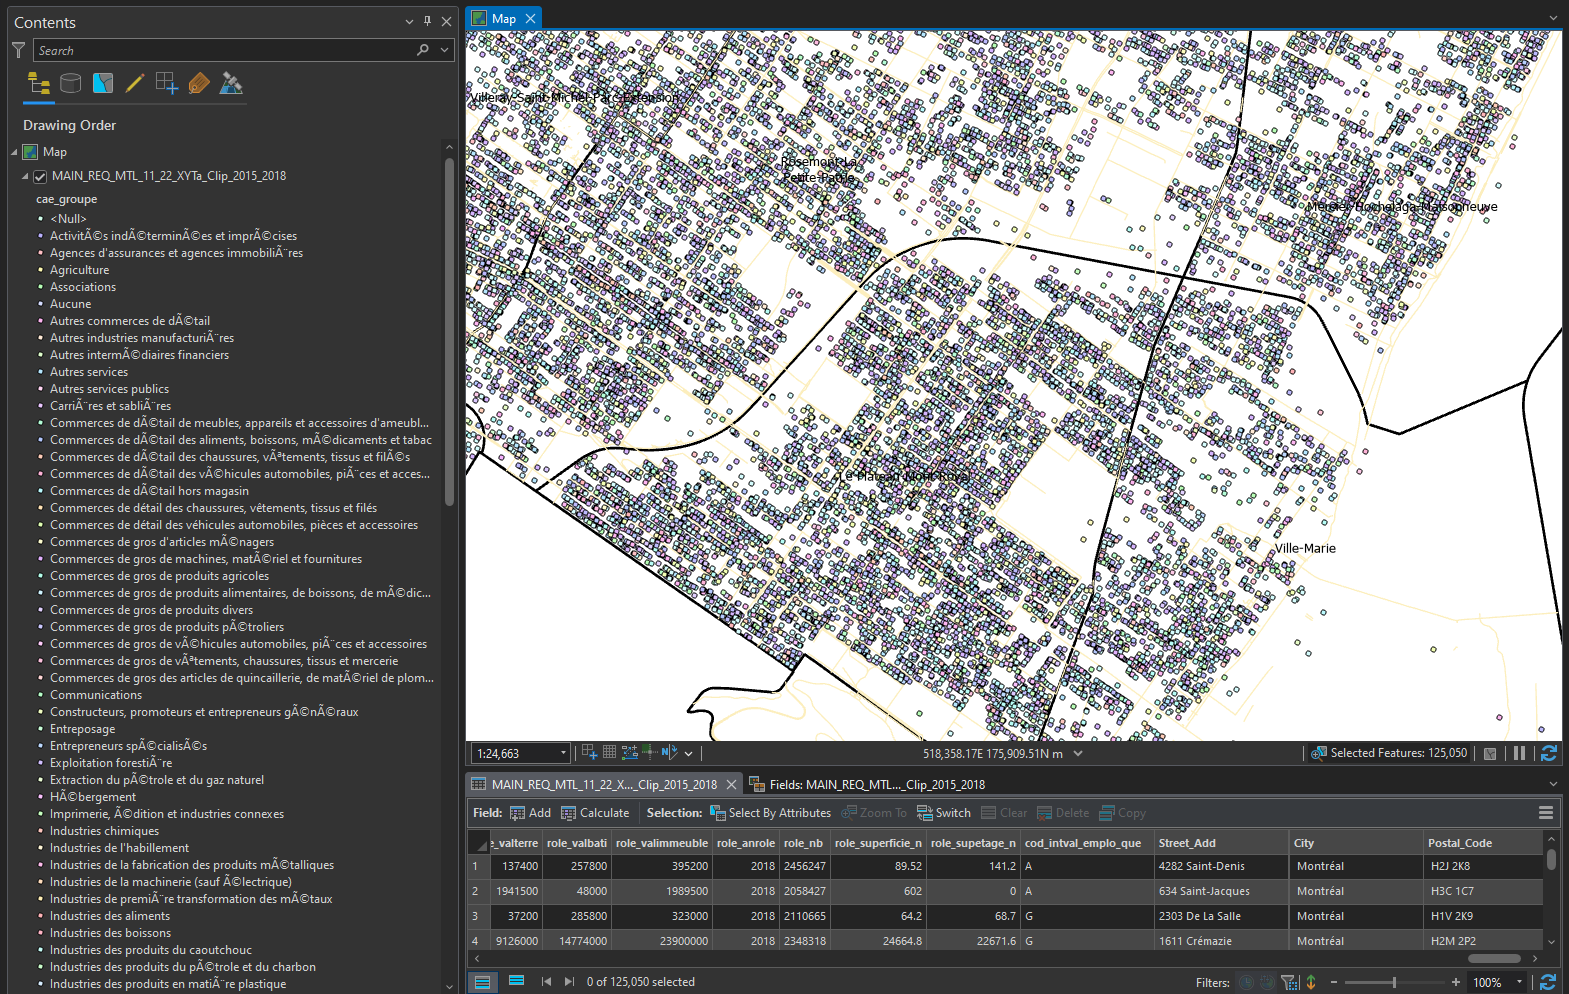 Contents
Search
Drawing Order
Map
MAIN_REQ_MTL_11_22_XYTa_Clip_2015_2018
cae_groupe
<Null>
ActivitÃ©s indÃ©terminÃ©es et imprÃ©cises
Agences d'assurances et agences immobiliÃ¨res
Agriculture
Associations
Aucune
Autres commerces de dÃ©tail
Autres industries manufacturiÃ¨res
Autres intermÃ©diaires financiers
Autres services
Autres services publics
CarriÃ¨res et sabliÃ¨res
Commerces de dÃ©tail de meubles, appareils et accessoires d'ameubl...
Commerces de dÃ©tail des aliments, boissons, mÃ©dicaments et tabac
Commerces de dÃ©tail des chaussures, vÃªtements, tissus et filÃ©s
Commerces de dÃ©tail des vÃ©hicules automobiles, piÃ¨ces et acces...
Commerces de dÃ©tail hors magasin
Commerces de détail des chaussures, vêtements, tissus et filés
Commerces de détail des véhicules automobiles, pièces et accessoires
Commerces de gros d'articles mÃ©nagers
Commerces de gros de machines, matÃ©riel et fournitures
Commerces de gros de produits agricoles
Commerces de gros de produits alimentaires, de boissons, de mÃ©dic...
Commerces de gros de produits divers
Commerces de gros de produits pÃ©troliers
Commerces de gros de vÃ©hicules automobiles, piÃ¨ces et accessoires
Commerces de gros de vÃªtements, chaussures, tissus et mercerie
Commerces de gros des articles de quincaillerie, de matÃ©riel de plom...
Communications
Constructeurs, promoteurs et entrepreneurs gÃ©nÃ©raux
Entreposage
Entrepreneurs spÃ©cialisÃ©s
Exploitation forestiÃ¨re
Extraction du pÃ©trole et du gaz naturel
HÃ©bergement
Imprimerie, Ã©dition et industries connexes
Industries chimiques
Industries de l'habillement
Industries de la fabrication des produits mÃ©talliques
Industries de la machinerie (sauf Ã©lectrique)
Industries de premiÃ¨re transformation des mÃ©taux
Industries des aliments
Industries des boissons
Industries des produits du caoutchouc
Industries des produits du pÃ©trole et du charbon
Industries des produits en matiÃ¨re plastique
Map
Villeray-Saint-Michel-Parc-Extension
Rosemont-La
Petite-Patrie
Mercier-Hochelaga-Maisonneuve
Le Plateau-Mont-Royal
Ville-Marie
1:24,663
518,358.17E 175,909.51N m
Selected Features: 125,050
MAIN_REQ_MTL_11_22_X..._Clip_2015_2018
Fields: MAIN_REQ_MTL..._Clip_2015_2018
Field: Add Calculate Selection: Select By Attributes Zoom To Switch Clear Delete Copy
e_valterre role_valbati role_valimmeuble role_anrole role_nb role_superficie_n role_supetage_n cod_intval_emplo_que Street_Add City Postal_Code
1 137400 257800 395200 2018 2456247 89.52 141.2 A 4282 Saint-Denis Montréal H2J 2K8
2 1941500 48000 1989500 2018 2058427 602 0 A 634 Saint-Jacques Montréal H3C 1C7
3 37200 285800 323000 2018 2110665 64.2 68.7 G 2303 De La Salle Montréal H1V 2K9
4 9126000 14774000 23900000 2018 2348318 24664.8 22671.6 G 1611 Crémazie Montréal H2M 2P2
0 of 125,050 selected
Filters:
100%